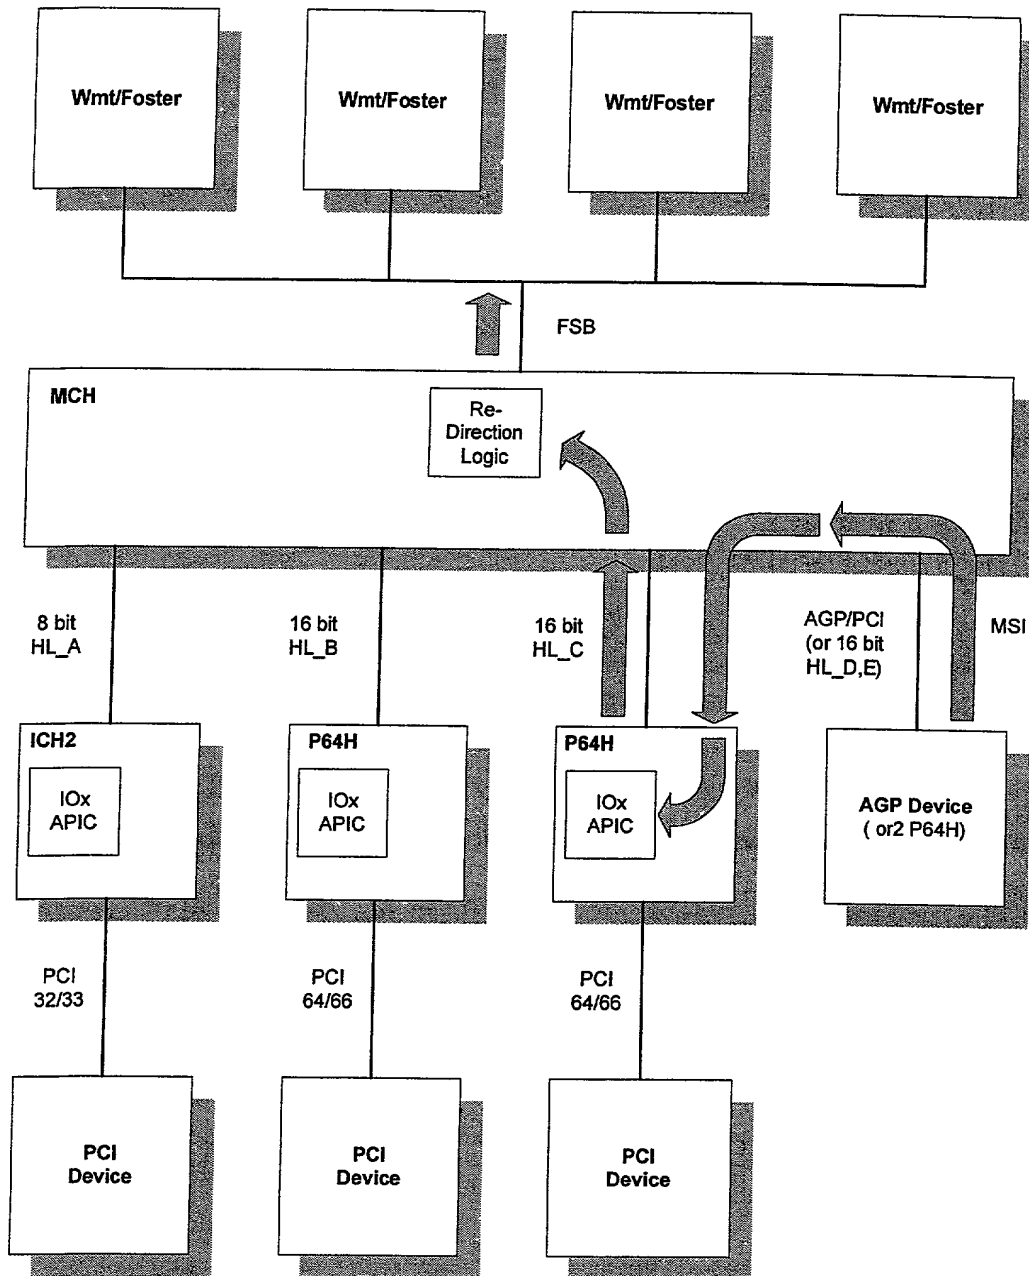 Wmt/Foster
Wmt/Foster
Wmt/Foster
Wmt/Foster
FSB
MCH
Re-
Direction
Logic
8 bit
HL_A
16 bit
HL_B
16 bit
HL_C
AGP/PCI
(or 16 bit
HL_D,E)
MSI
ICH2
IOx
APIC
P64H
IOx
APIC
P64H
IOx
APIC
AGP Device
( or2 P64H)
PCI
32/33
PCI
64/66
PCI
64/66
PCI
Device
PCI
Device
PCI
Device